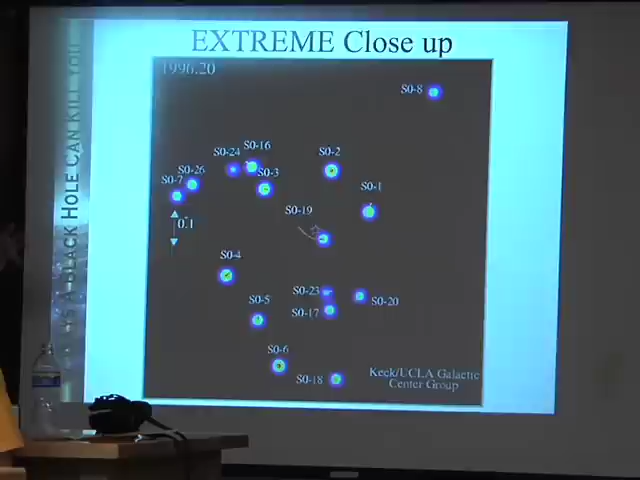 EXTREME Close up
1996.20
S0-8
S0-16
S0-24
S0-2
S0-26
S0-3
S0-7
S0-1
0.1
S0-19
S0-4
S0-23
S0-20
S0-5
S0-17
S0-6
S0-18
Keck/UCLA Galactic
Center Group
IS A BLACK HOLE CAN KILL YOU